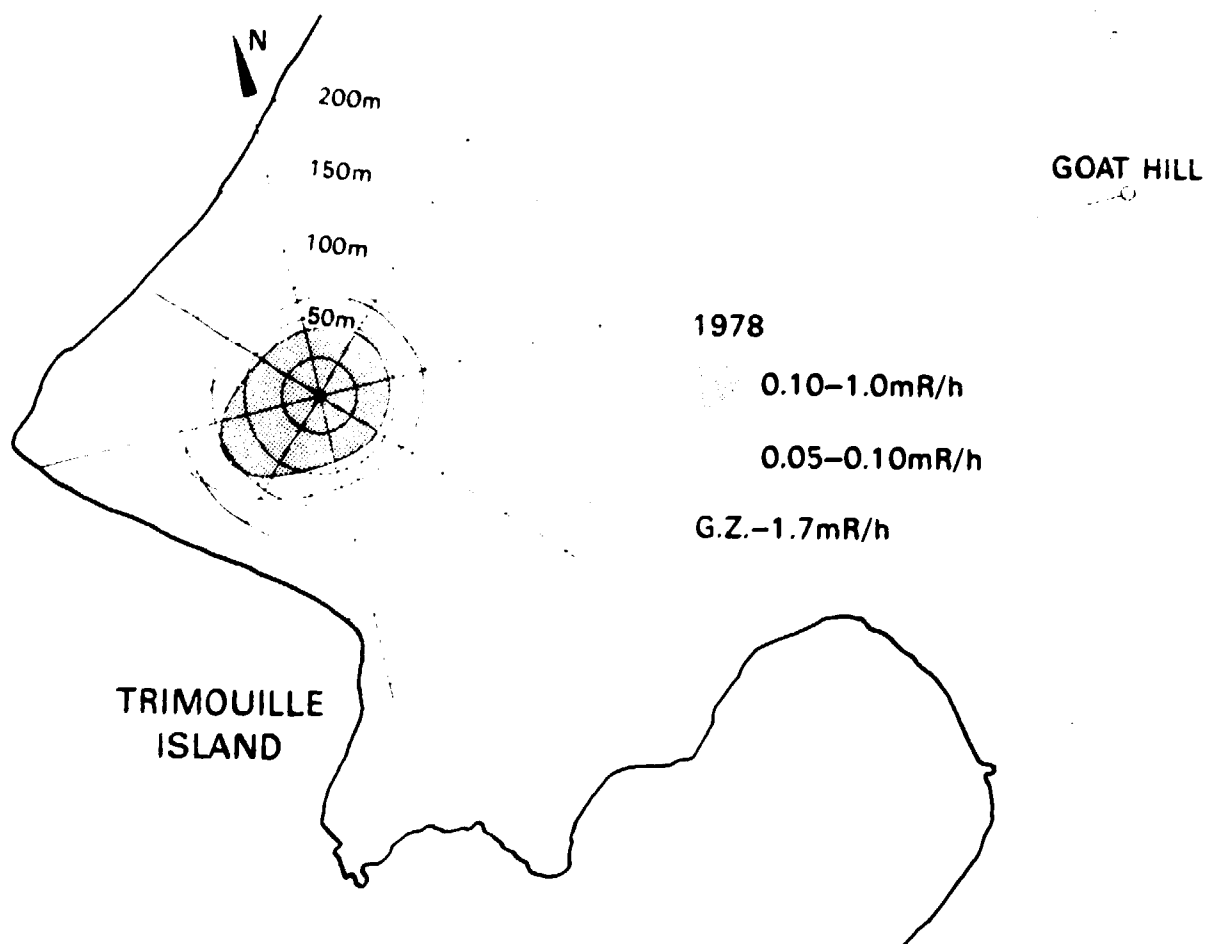 N
200m
150m
100m
50m
GOAT HILL
1978
0.10–1.0mR/h
0.05–0.10mR/h
G.Z.–1.7mR/h
TRIMOUILLE
ISLAND